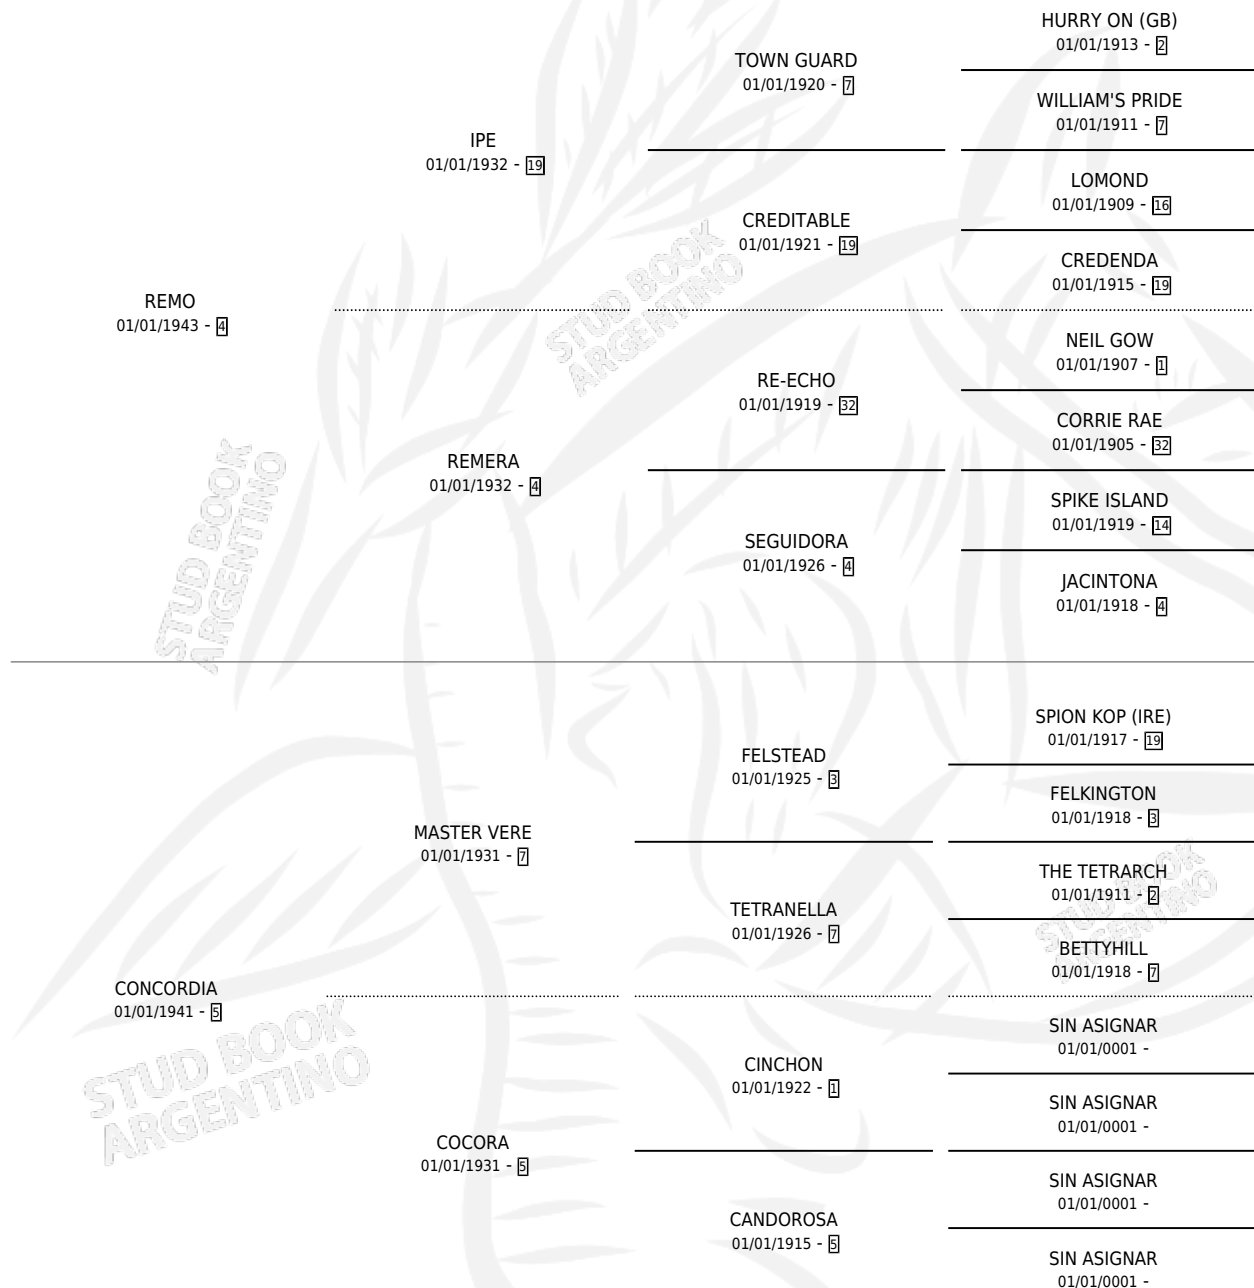 HURRY ON (GB)
01/01/1913 - 2
TOWN GUARD
01/01/1920 - 7
WILLIAM'S PRIDE
01/01/1911 - 7
IPE
01/01/1932 - 19
LOMOND
01/01/1909 - 16
CREDITABLE
01/01/1921 - 19
CREDENDA
01/01/1915 - 19
REMO
01/01/1943 - 4
NEIL GOW
01/01/1907 - 1
RE-ECHO
01/01/1919 - 32
CORRIE RAE
01/01/1905 - 32
REMERA
01/01/1932 - 4
SPIKE ISLAND
01/01/1919 - 14
SEGUIDORA
01/01/1926 - 4
JACINTONA
01/01/1918 - 4
STUD BOOK
ARGENTINO
STUD BOOK
ARGENTINO
SPION KOP (IRE)
01/01/1917 - 19
FELSTEAD
01/01/1925 - 3
FELKINGTON
01/01/1918 - 3
MASTER VERE
01/01/1931 - 7
THE TETRARCH
01/01/1911 - 2
TETRANELLA
01/01/1926 - 7
BETTYHILL
01/01/1918 - 7
STUD BOOK
ARGENTINO
CONCORDIA
01/01/1941 - 5
SIN ASIGNAR
01/01/0001 -
CINCHON
01/01/1922 - 1
SIN ASIGNAR
01/01/0001 -
COCORA
01/01/1931 - 5
SIN ASIGNAR
01/01/0001 -
CANDOROSA
01/01/1915 - 5
SIN ASIGNAR
01/01/0001 -
STUD BOOK
ARGENTINO